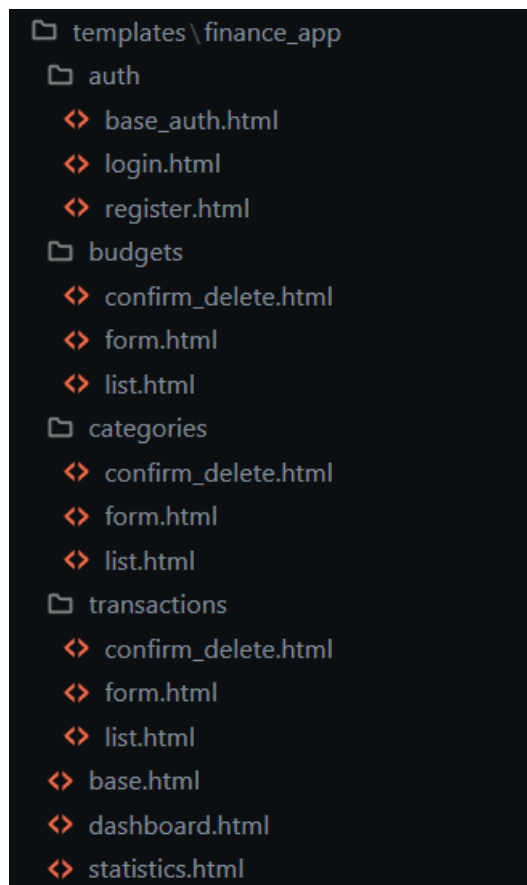 templates\finance_app
auth
base_auth.html
login.html
register.html
budgets
confirm_delete.html
form.html
list.html
categories
confirm_delete.html
form.html
list.html
transactions
confirm_delete.html
form.html
list.html
base.html
dashboard.html
statistics.html